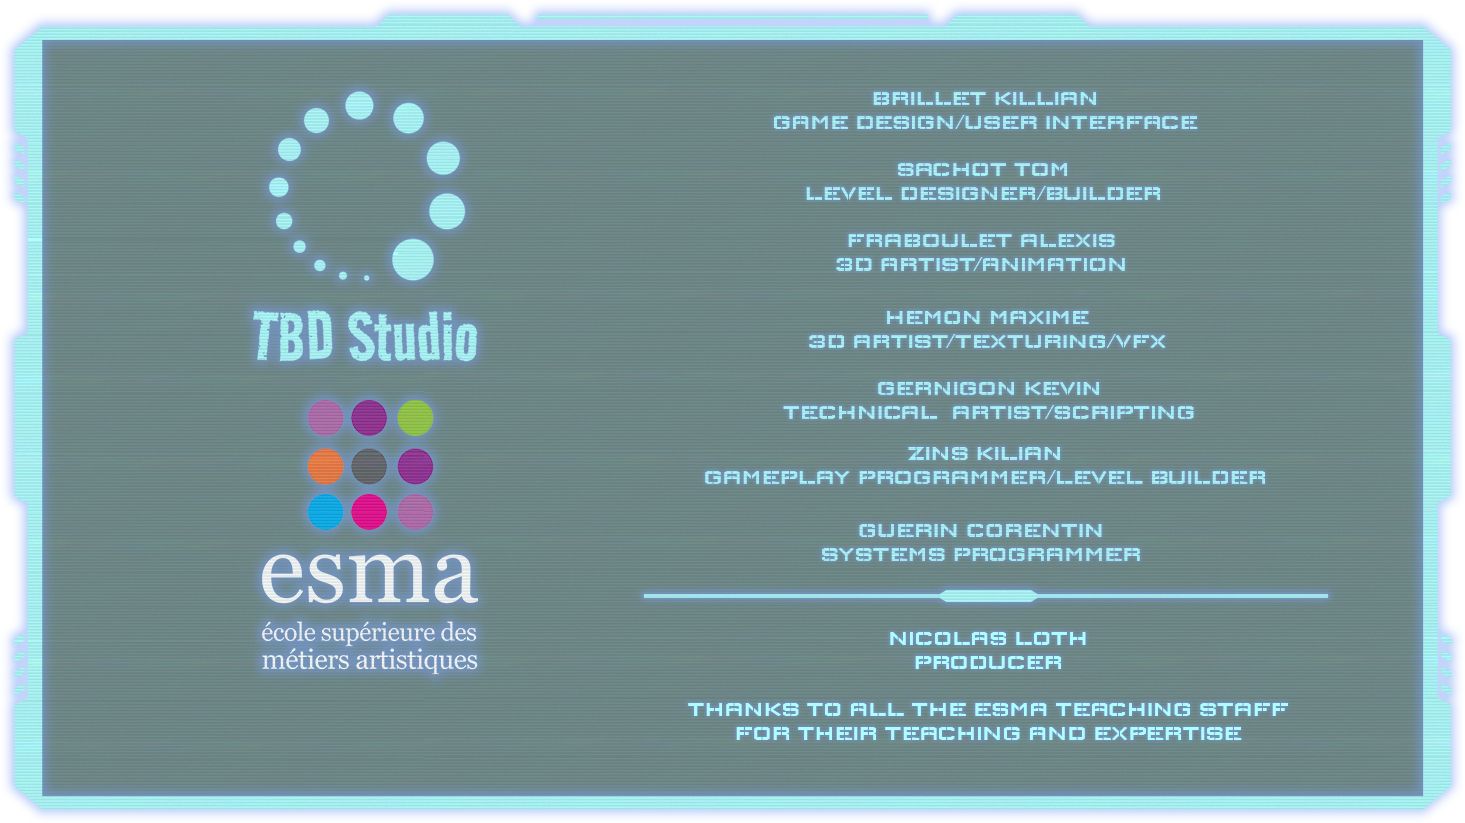 TBD Studio
esma
école supérieure des
métiers artistiques
BRILLET KILLIAN
GAME DESIGN/USER INTERFACE
SACHOT TOM
LEVEL DESIGNER/BUILDER
FRABOULET ALEXIS
3D ARTIST/ANIMATION
HEMON MAXIME
3D ARTIST/TEXTURING/VFX
GERNIGON KEVIN
TECHNICAL ARTIST/SCRIPTING
ZINS KILIAN
GAMEPLAY PROGRAMMER/LEVEL BUILDER
GUERIN CORENTIN
SYSTEMS PROGRAMMER
NICOLAS LOTH
PRODUCER
THANKS TO ALL THE ESMA TEACHING STAFF
FOR THEIR TEACHING AND EXPERTISE